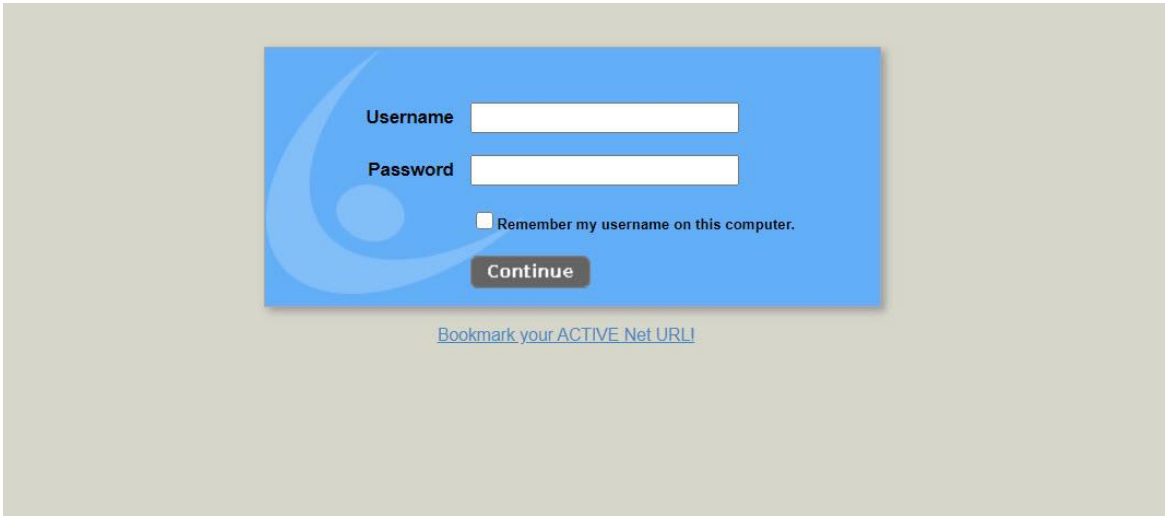 Username
Password
Remember my username on this computer.
Continue
Bookmark your ACTIVE Net URL!